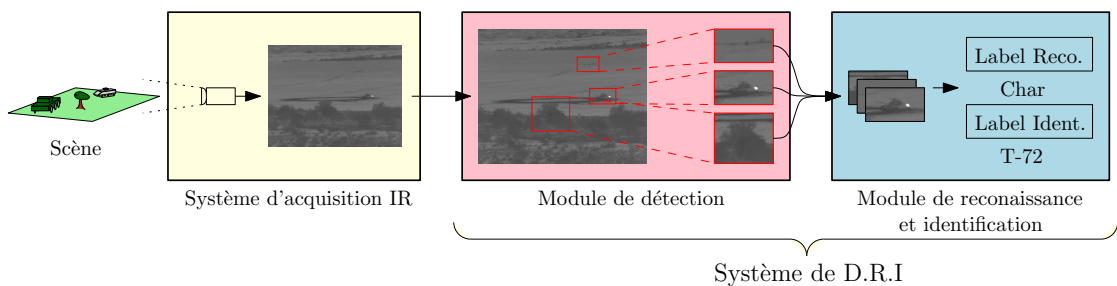 Scène
Système d'acquisition IR
Module de détection
Label Reco.
Char
Label Ident.
T-72
Module de reconaissance
et identification
Système de D.R.I